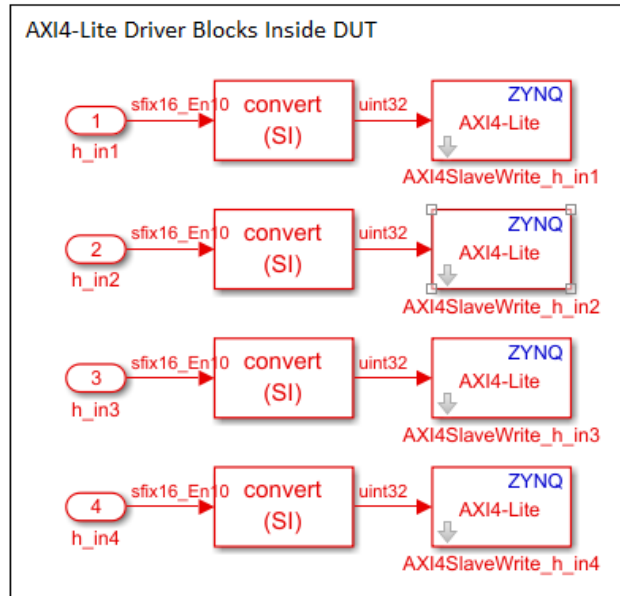 AXI4-Lite Driver Blocks Inside DUT
1
h_in1
sfix16_En10
convert
(SI)
uint32
ZYNQ
AXI4-Lite
AXI4SlaveWrite_h_in1
2
h_in2
sfix16_En10
convert
(SI)
uint32
ZYNQ
AXI4-Lite
AXI4SlaveWrite_h_in2
3
h_in3
sfix16_En10
convert
(SI)
uint32
ZYNQ
AXI4-Lite
AXI4SlaveWrite_h_in3
4
h_in4
sfix16_En10
convert
(SI)
uint32
ZYNQ
AXI4-Lite
AXI4SlaveWrite_h_in4